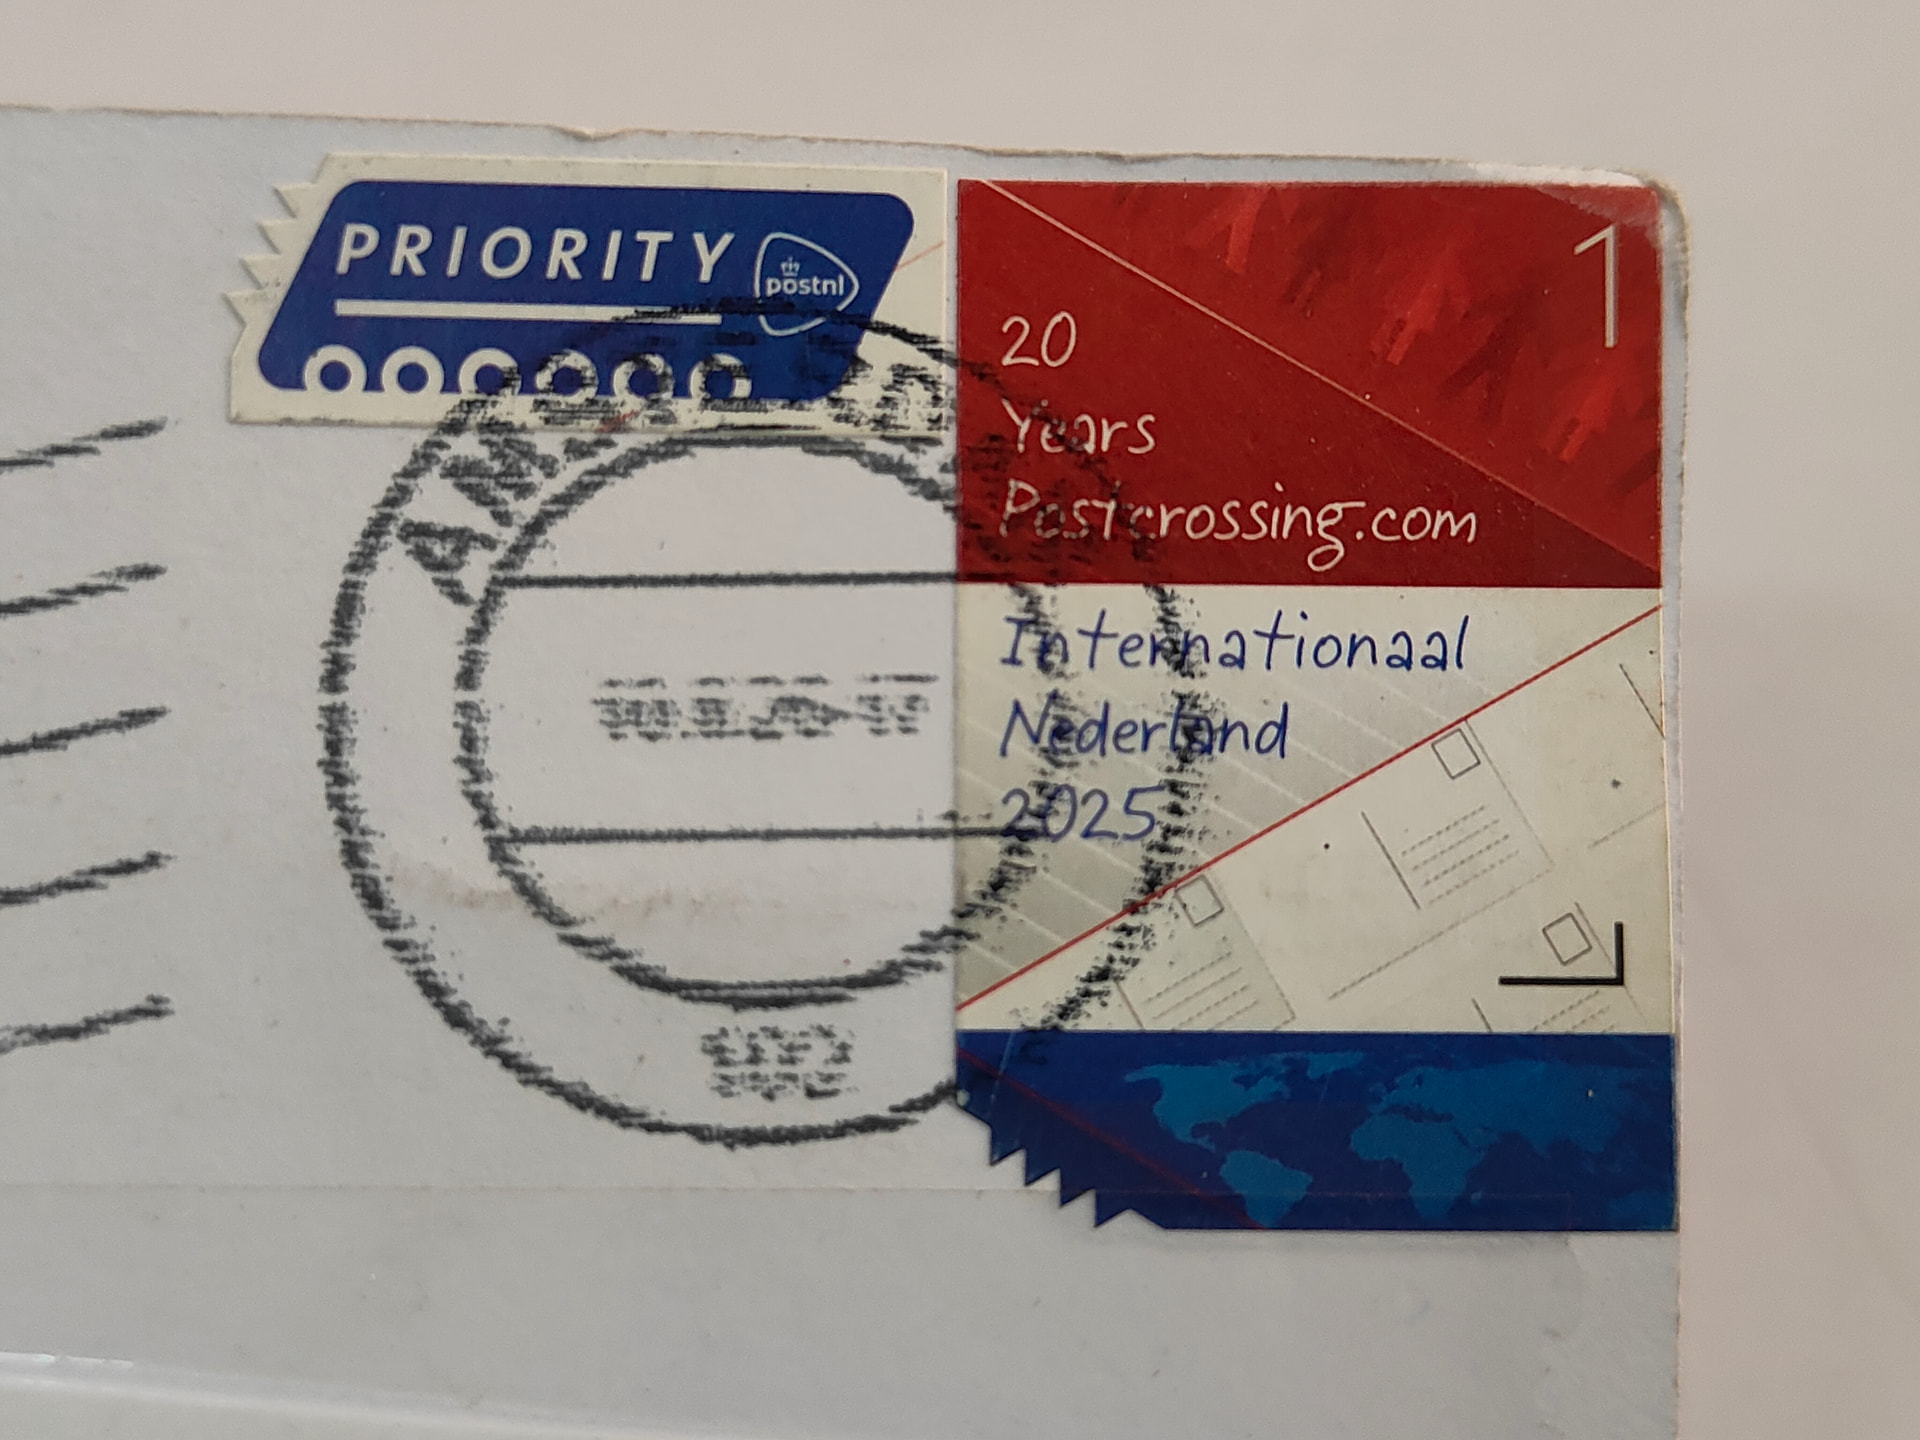 PRIORITY
postnl
1
20
Years
Postcrossing.com
Internationaal
Nederland
2025